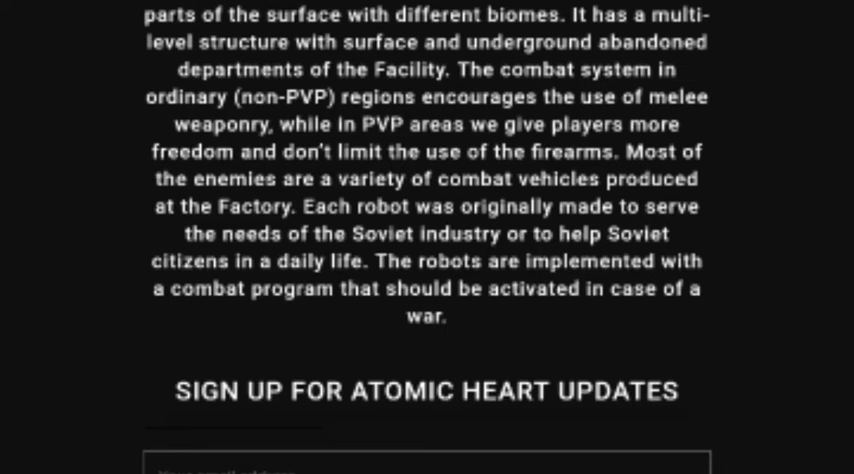 parts of the surface with different biomes. It has a multi-
level structure with surface and underground abandoned
departments of the Facility. The combat system in
ordinary (non-PVP) regions encourages the use of melee
weaponry, while in PVP areas we give players more
freedom and don't limit the use of the firearms. Most of
the enemies are a variety of combat vehicles produced
at the Factory. Each robot was originally made to serve
the needs of the Soviet industry or to help Soviet
citizens in a daily life. The robots are implemented with
a combat program that should be activated in case of a
war.
SIGN UP FOR ATOMIC HEART UPDATES
Your email address